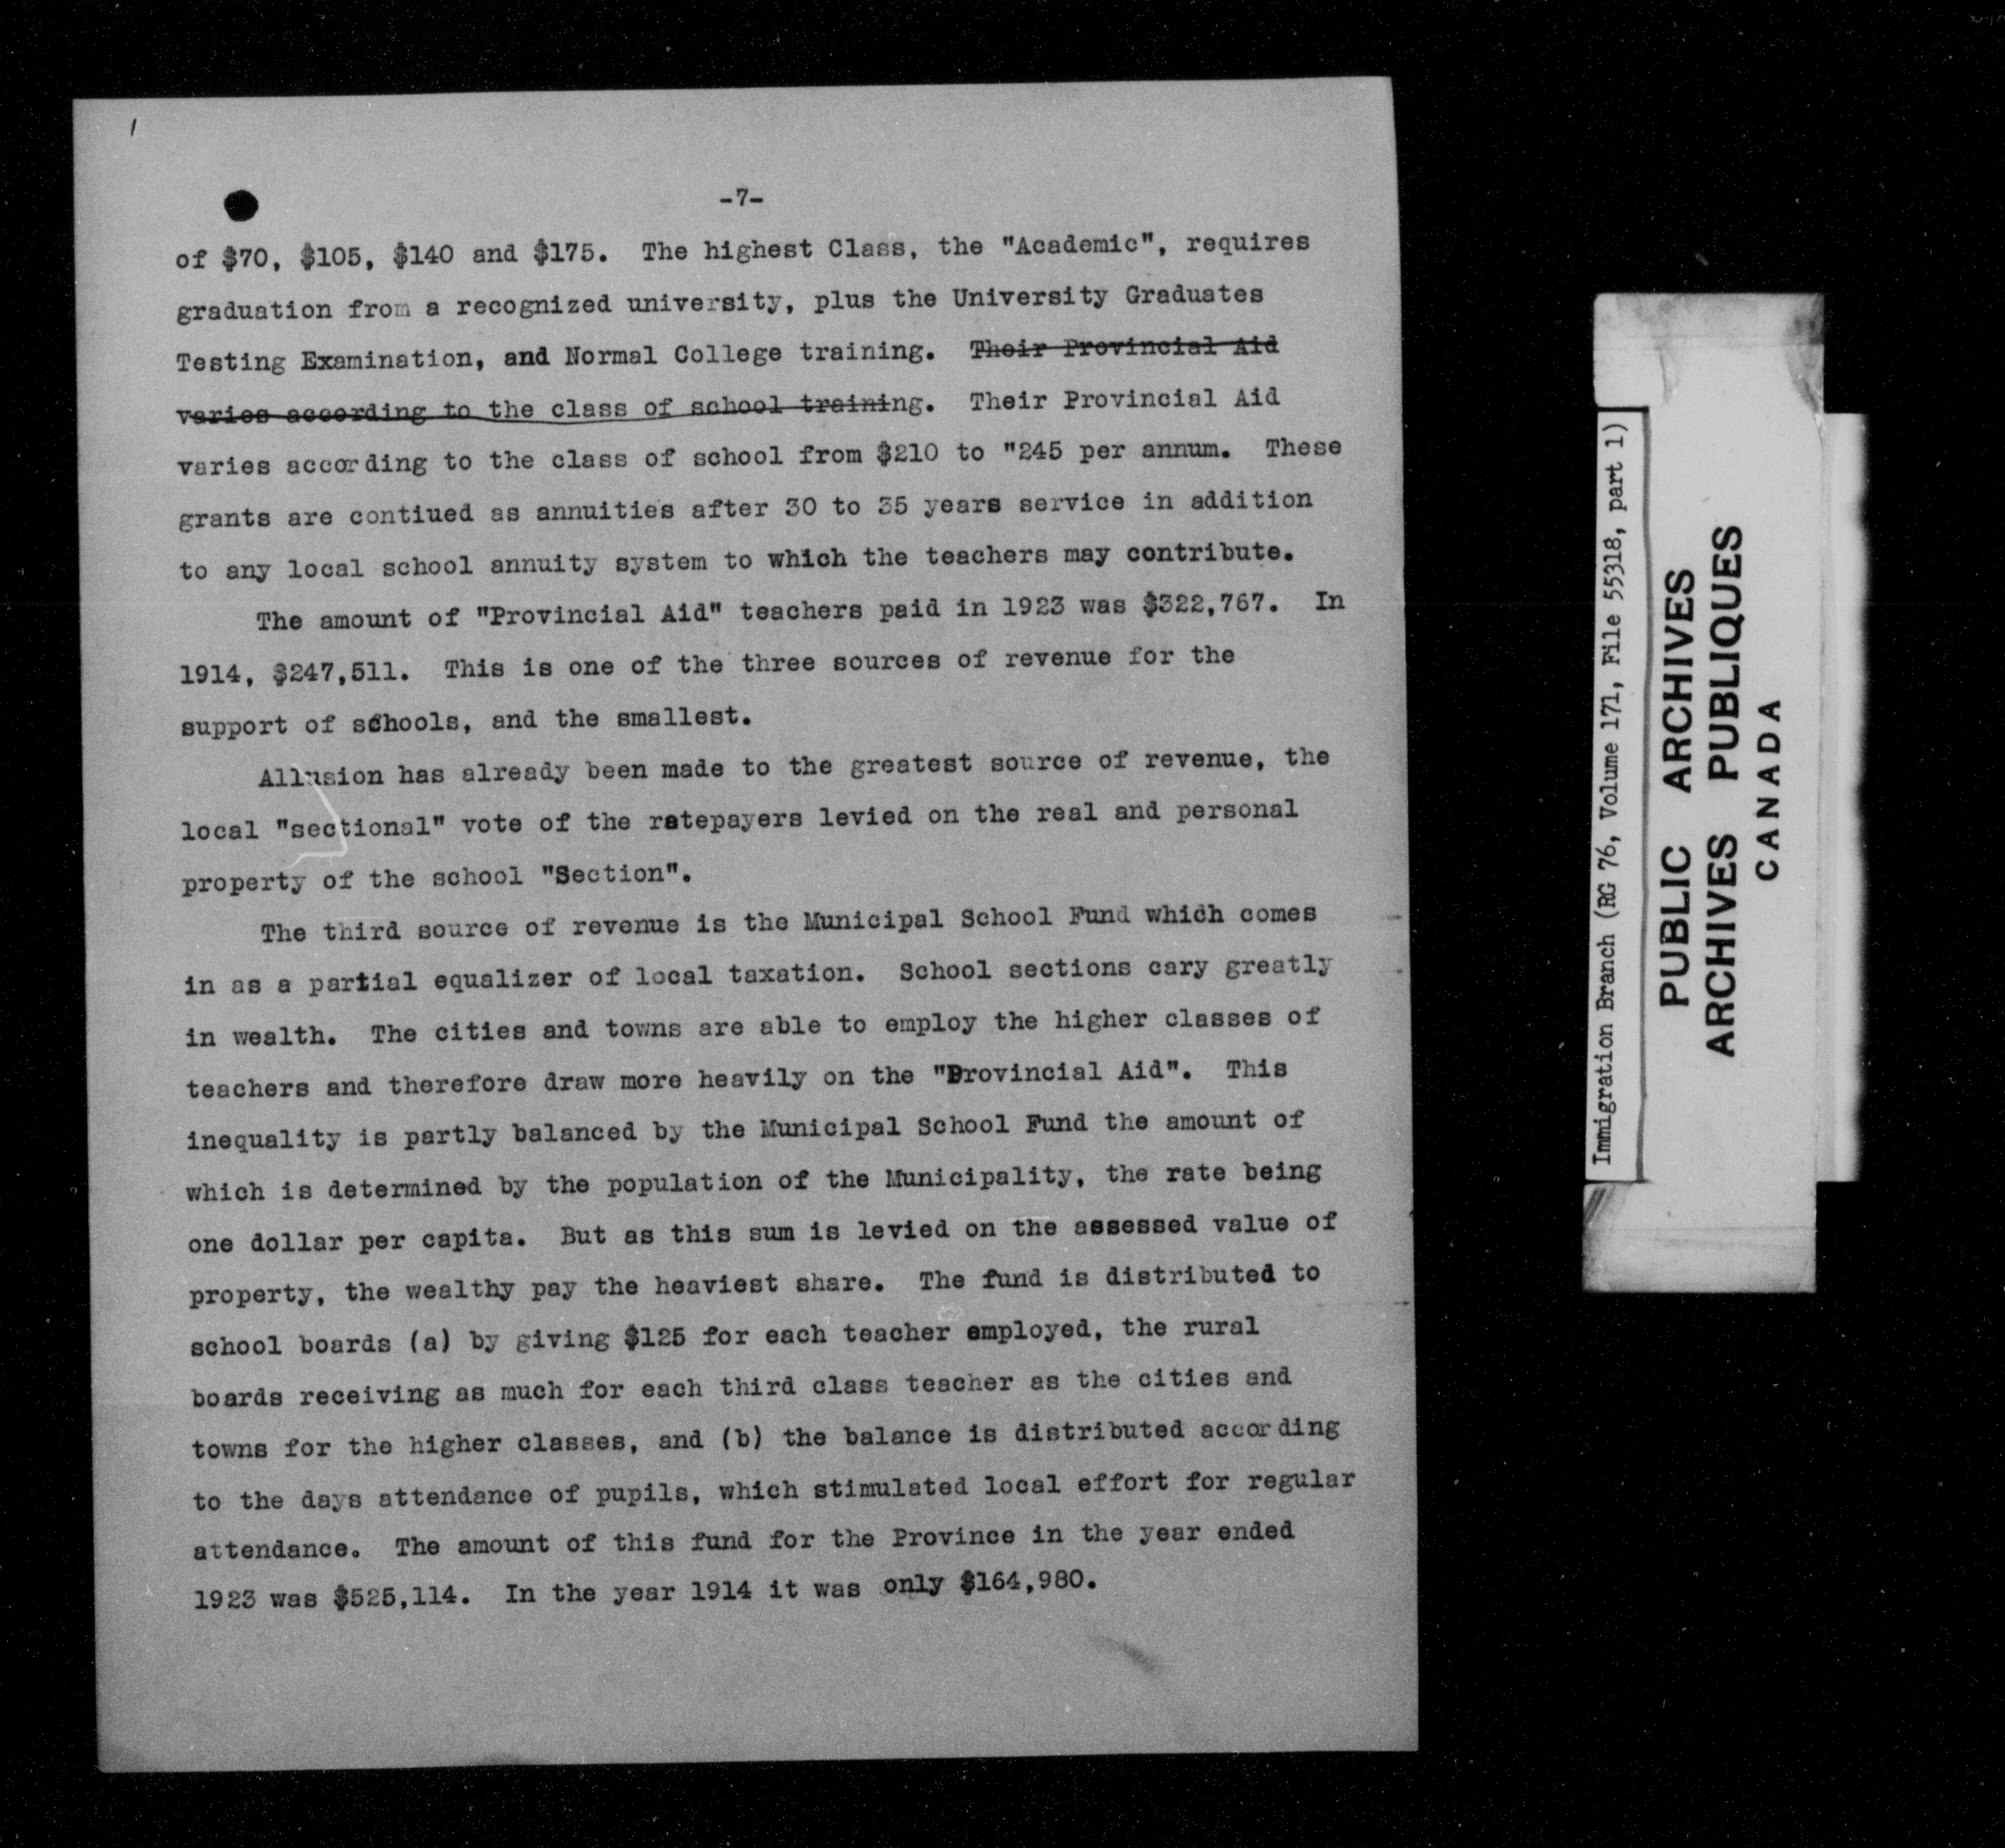 -7-
of $70, $105, $140 and $175. The highest Class, the "Academic", requires
graduation from a recognized university, plus the University Graduates
Testing Examination, and Normal College training. Their Provincial Aid
varies according to the class of school training. Their Provincial Aid
varies according to the class of school from $210 to "245 per annum. These
grants are contiued as annuities after 30 to 35 years service in addition
to any local school annuity system to which the teachers may contribute.
The amount of "Provincial Aid" teachers paid in 1923 was $322,767. In
1914, $247,511. This is one of the three sources of revenue for the
support of schools, and the smallest.
Allusion has already been made to the greatest source of revenue, the
local "sectional" vote of the ratepayers levied on the real and personal
property of the school "Section".
The third source of revenue is the Municipal School Fund which comes
in as a partial equalizer of local taxation. School sections cary greatly
in wealth. The cities and towns are able to employ the higher classes of
teachers and therefore draw more heavily on the "Provincial Aid". This
inequality is partly balanced by the Municipal School Fund the amount of
which is determined by the population of the Municipality, the rate being
one dollar per capita. But as this sum is levied on the assessed value of
property, the wealthy pay the heaviest share. The fund is distributed to
school boards (a) by giving $125 for each teacher employed, the rural
boards receiving as much for each third class teacher as the cities and
towns for the higher classes, and (b) the balance is distributed according
to the days attendance of pupils, which stimulated local effort for regular
attendance. The amount of this fund for the Province in the year ended
1923 was $525,114. In the year 1914 it was only $164,980.
Immigration Branch (RG 76, Volume 171, File 55318, part 1)
PUBLIC ARCHIVES
ARCHIVES PUBLIQUES
CANADA